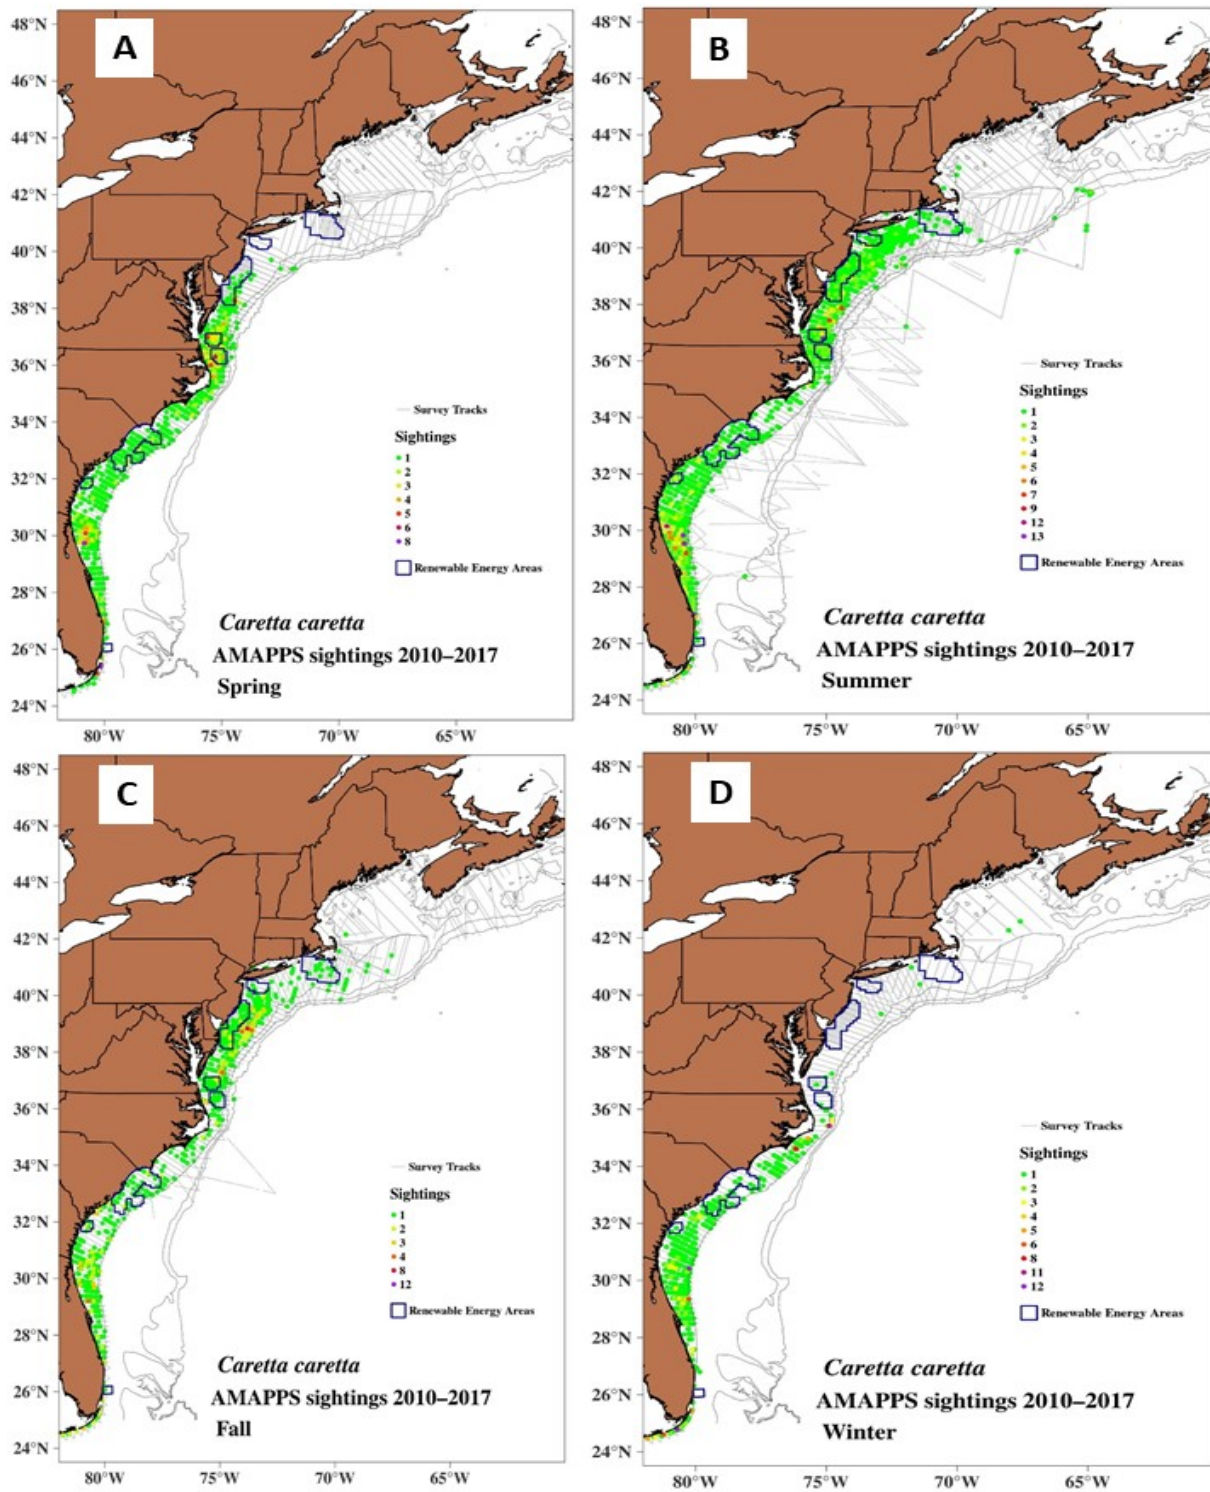 A
48°N
46°N
44°N
42°N
40°N
38°N
36°N
34°N
32°N
30°N
28°N
26°N
24°N
Survey Tracks
Sightings
1
2
3
4
5
6
8
Renewable Energy Areas
Caretta caretta
AMAPPS sightings 2010–2017
Spring
80°W 75°W 70°W 65°W
B
48°N
46°N
44°N
42°N
40°N
38°N
36°N
34°N
32°N
30°N
28°N
26°N
24°N
Survey Tracks
Sightings
1
2
3
4
5
6
7
9
12
13
Renewable Energy Areas
Caretta caretta
AMAPPS sightings 2010–2017
Summer
80°W 75°W 70°W 65°W
C
48°N
46°N
44°N
42°N
40°N
38°N
36°N
34°N
32°N
30°N
28°N
26°N
24°N
Survey Tracks
Sightings
1
2
3
4
8
12
Renewable Energy Areas
Caretta caretta
AMAPPS sightings 2010–2017
Fall
80°W 75°W 70°W 65°W
D
48°N
46°N
44°N
42°N
40°N
38°N
36°N
34°N
32°N
30°N
28°N
26°N
24°N
Survey Tracks
Sightings
1
2
3
4
5
6
8
11
12
Renewable Energy Areas
Caretta caretta
AMAPPS sightings 2010–2017
Winter
80°W 75°W 70°W 65°W